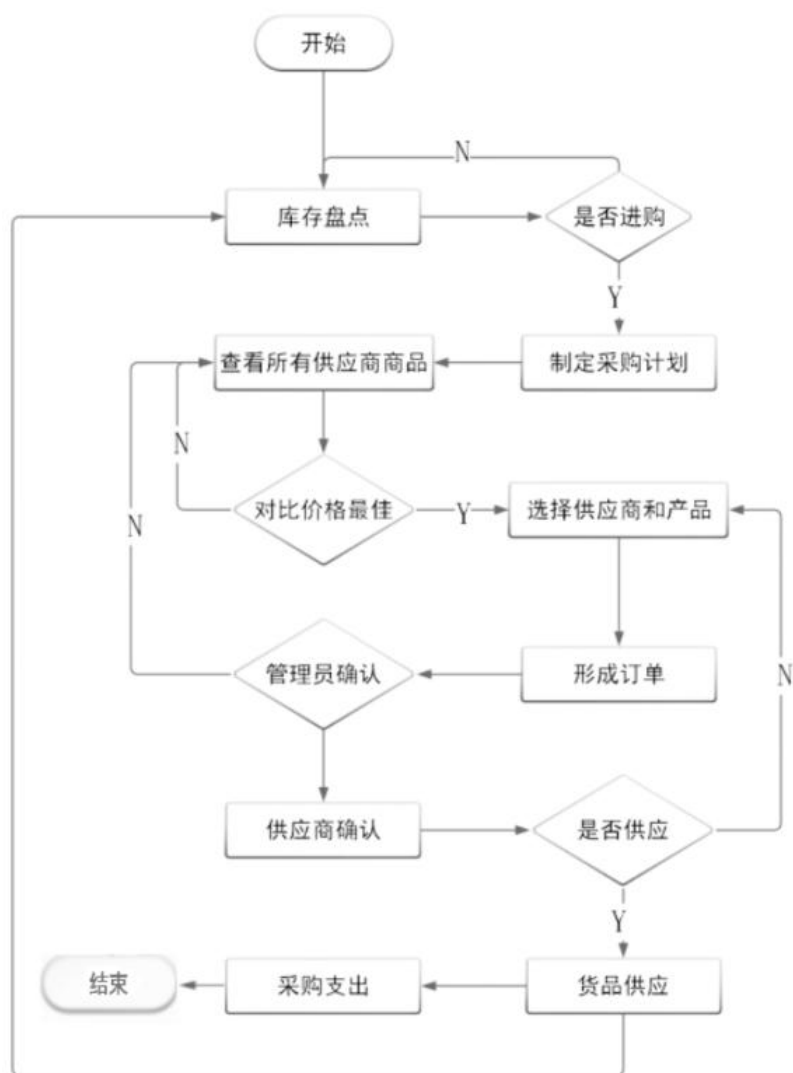 开始
N
库存盘点
是否进购
Y
查看所有供应商商品
制定采购计划
N
对比价格最佳
Y
选择供应商和产品
N
管理员确认
形成订单
N
供应商确认
是否供应
Y
结束
采购支出
货品供应